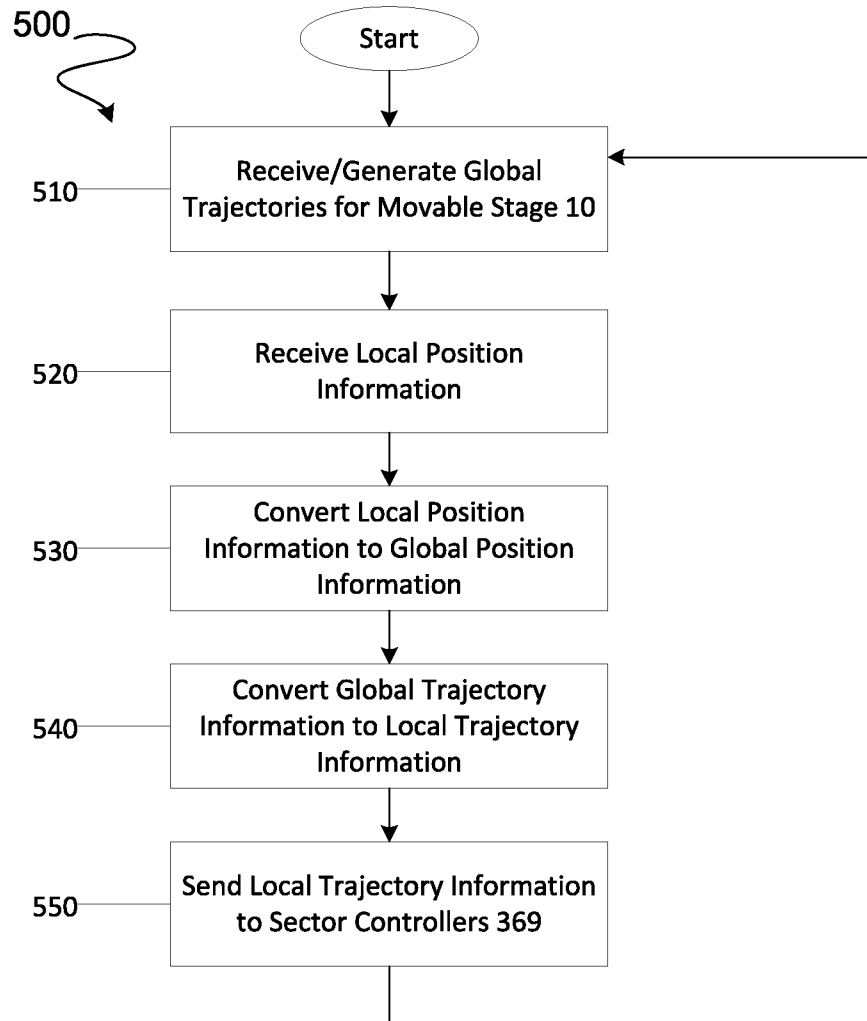 500
Start
510
Receive/Generate Global
Trajectories for Movable Stage 10
520
Receive Local Position
Information
530
Convert Local Position
Information to Global Position
Information
540
Convert Global Trajectory
Information to Local Trajectory
Information
550
Send Local Trajectory Information
to Sector Controllers 369